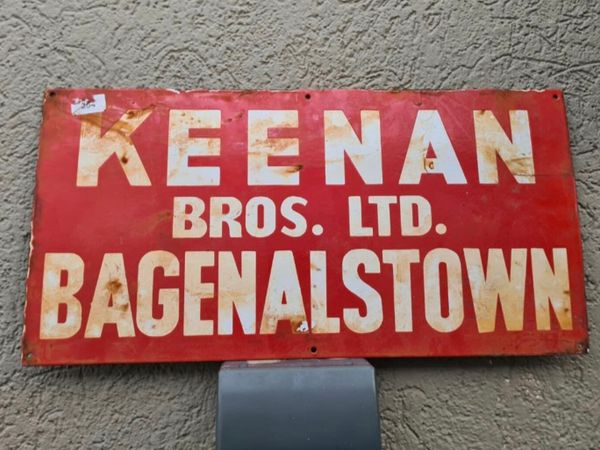 KEENAN
BROS. LTD.
BAGENALSTOWN